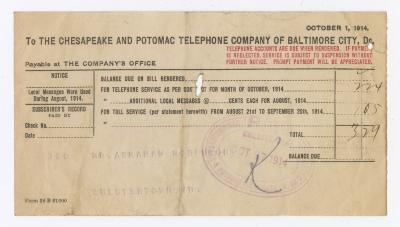 OCTOBER 1, 1914.
To THE CHESAPEAKE AND POTOMAC TELEPHONE COMPANY OF BALTIMORE CITY, Dr.
TELEPHONE ACCOUNTS ARE DUE WHEN RENDERED. IF PAYMENT
IS NEGLECTED, SERVICE IS SUBJECT TO SUSPENSION WITHOUT
FURTHER NOTICE. PROMPT PAYMENT WILL BE APPRECIATED.
Payable at THE COMPANY'S OFFICE
NOTICE
Local Messages Were Used
During August, 1914.
SUBSCRIBER'S RECORD
PAID BY
Check No.
Date
BALANCE DUE ON BILL RENDERED
FOR TELEPHONE SERVICE AS PER CONTRACT FOR MONTH OF OCTOBER, 1914
" ADDITIONAL LOCAL MESSAGES @ CENTS EACH FOR AUGUST, 1914
FOR TOLL SERVICE (per statement herewith) FROM AUGUST 21ST TO SEPTEMBER 20TH, 1914
"
TOTAL
BALANCE DUE
OCT 1914
CHESTERTOWN, MD.